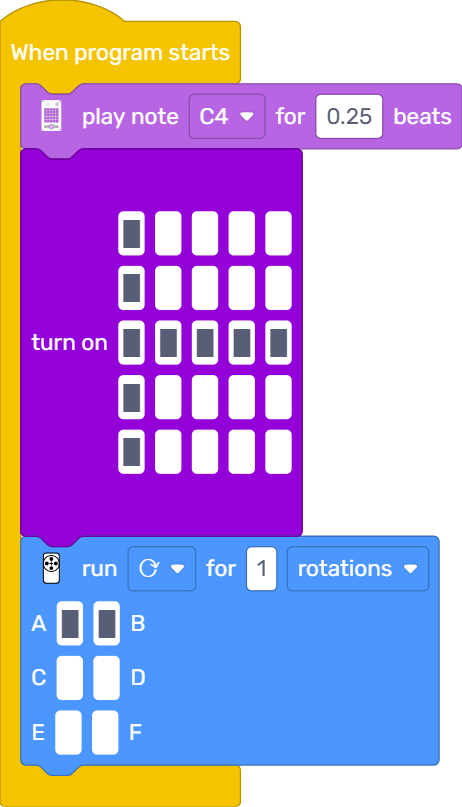 When program starts
play note C4 for 0.25 beats
turn on
run for 1 rotations
A B
C D
E F